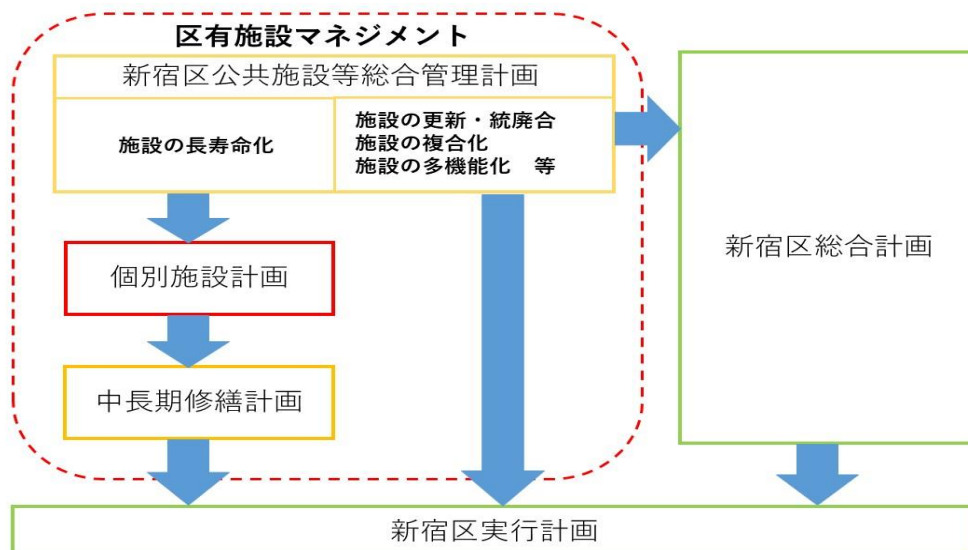 区有施設マネジメント
新宿区公共施設等総合管理計画
施設の長寿命化
施設の更新・統廃合
施設の複合化
施設の多機能化　等
新宿区総合計画
個別施設計画
中長期修繕計画
新宿区実行計画